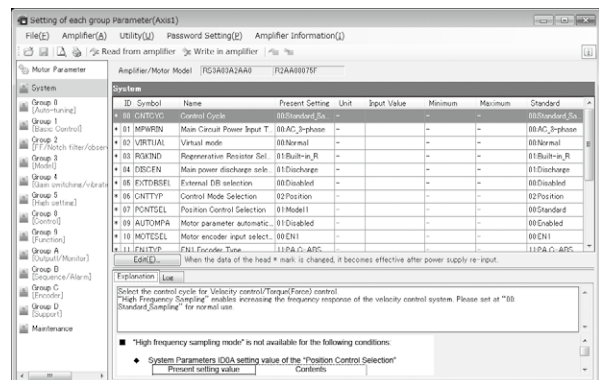 Setting of each group Parameter(Axis1)
File(F) Amplifier(A) Utility(U) Password Setting(P) Amplifier Information(I)
Read from amplifier Write in amplifier
Motor Parameter
Amplifier/Motor Model RS3A03A2AA0 R2AA08075F
System
System
ID Symbol Name Present Setting Unit Input Value Minimum Maximum Standard
* 00 CNTCYC Control Cycle 00:Standard_Sa.. - - - 00:Standard_Sa
* 01 MPWRIN Main Circuit Power Input T.. 00:AC_3-phase - - - 00:AC_3-phase
* 02 VIRTUAL Virtual mode 00:Normal - - - 00:Normal
* 03 RGKIND Regenerative Resistor Sel.. 01:Built-in_R - - - 01:Built-in_R
* 04 DISCEN Main power discharge sele.. 01:Discharge - - - 01:Discharge
* 05 EXTDBSEL External DB selection 00:Disabled - - - 00:Disabled
* 06 CNTTYP Control Mode Selection 02:Position - - - 02:Position
* 07 PCNTSEL Position Control Selection 01:Model1 - - - 00:Standard
* 09 AUTOMPA Motor parameter automatic.. 01:Disabled - - - 00:Enabled
* 10 MOTESEL Motor encoder input select.. 00:EN1 - - - 00:EN1
* 11 EN1TYP EN1 Encoder Type 11:PA C-ABS - - - 11:PA C-ABS
Group 0
[Auto-tuning]
Group 1
[Basic Control]
Group 2
[FF/Notch filter/observ
Group 3
[Model]
Group 4
[Gain switching/vibrati
Group 5
[High setting]
Group 8
[Control]
Group 9
[Function]
Group A
[Output1/Monitor]
Group B
[Sequence/Alarm]
Group C
[Encoder]
Group D
[Support]
Maintenance
Edit(E).. When the data of the head * mark is changed, it becomes effective after power supply re-input.
Explanation Log
Select the control cycle for Velocity control/Torque(Force) control.
"High Frequency Sampling" enables increasing the frequency response of the velocity control system. Please set at "00:
Standard_Sampling" for normal use.
■ "High frequency sampling mode" is not available for the following conditions:
◆ System Parameters ID0A setting value of the "Position Control Selection"
Present setting value Contents